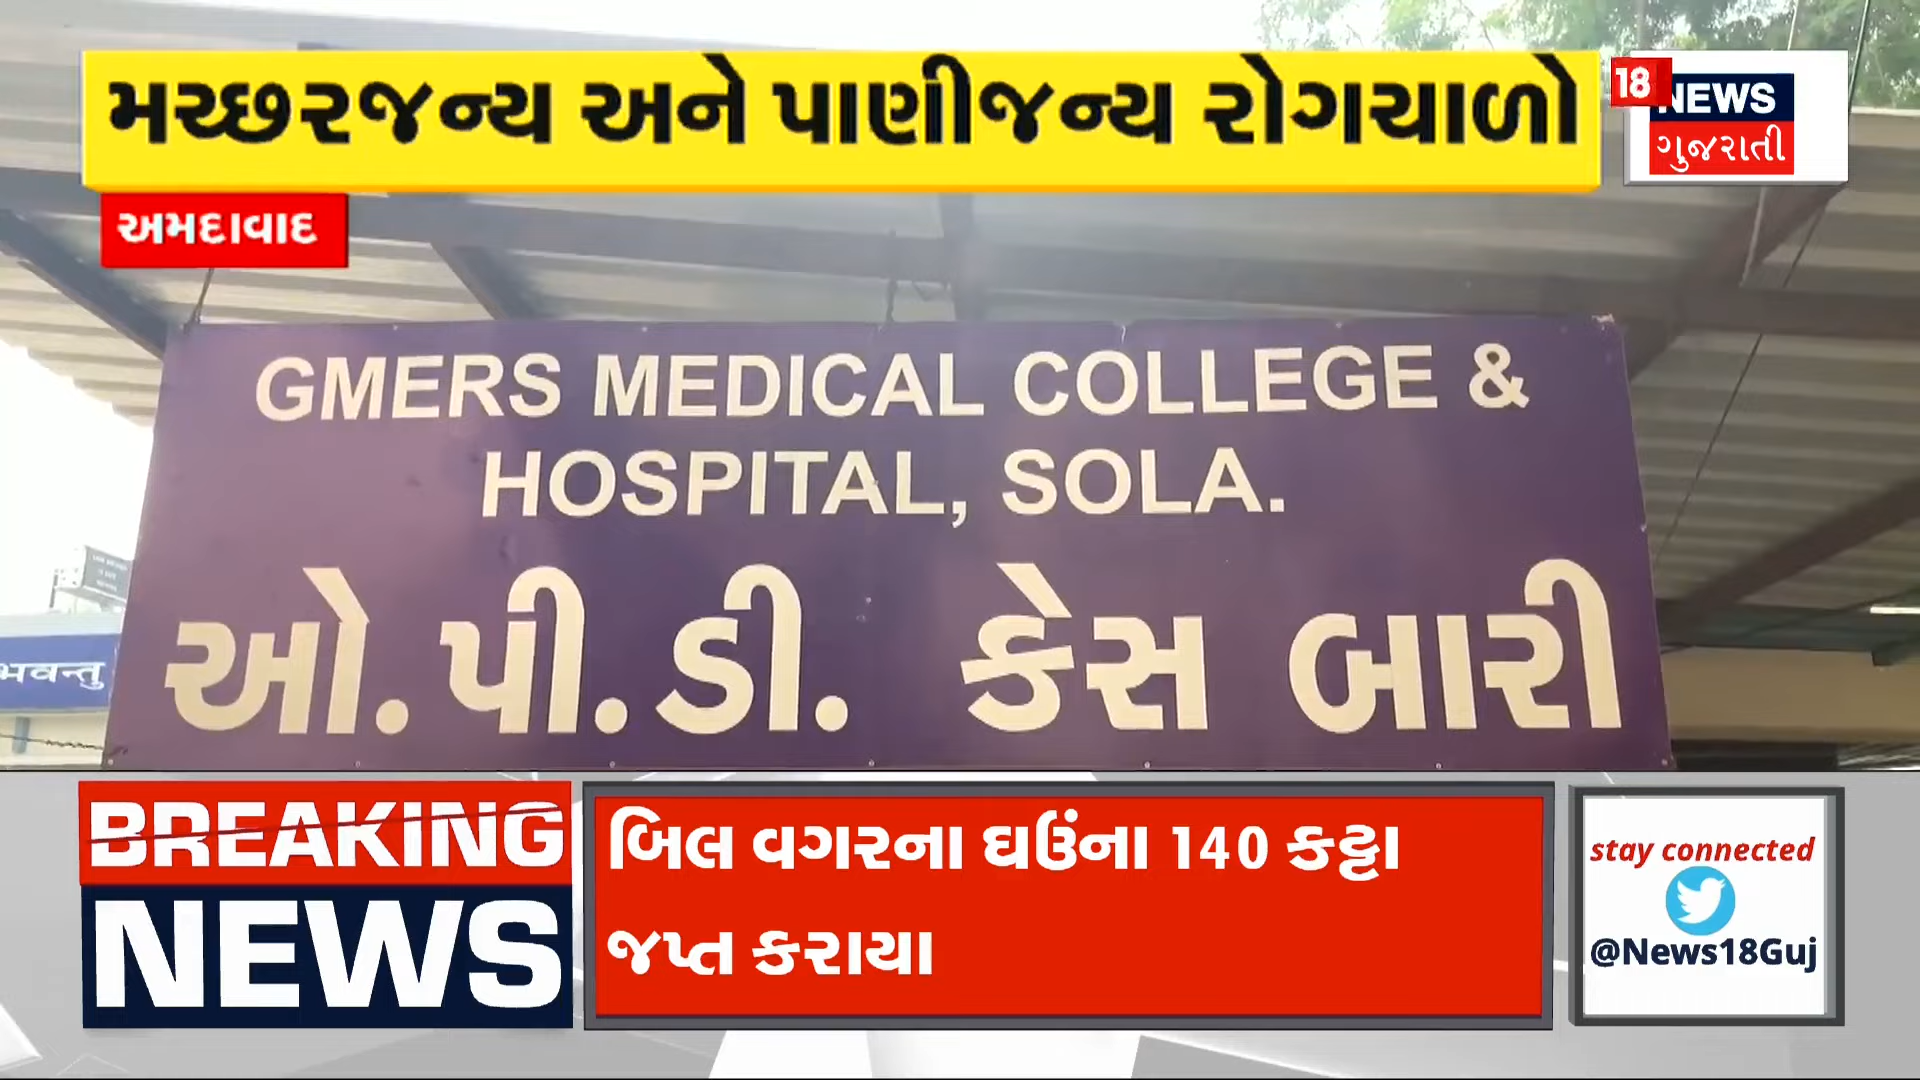 મચ્છરજન્ય અને પાણીજન્ય રોગચાળો
18
NEWS
ગુજરાતી
અમદાવાદ
GMERS MEDICAL COLLEGE &
HOSPITAL, SOLA.
ઓ.પી.ડી. કેસ બારી
भवन्तु
BREAKING
NEWS
બિલ વગરના ઘઉંના 140 કટ્ટા
જપ્ત કરાયા
stay connected
@News18Guj